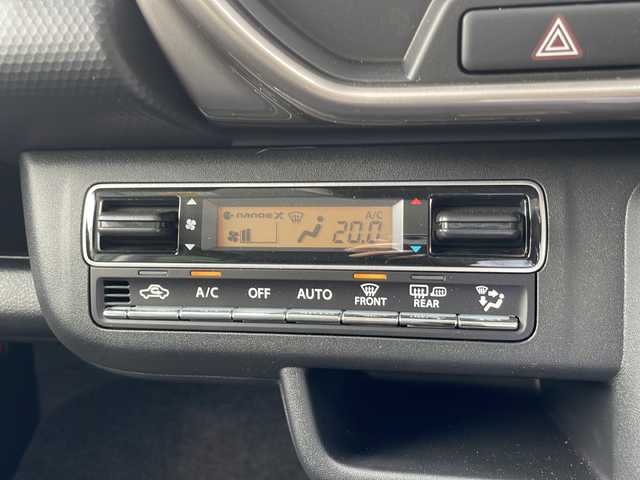 nanoe X A/C
20.0
A/C OFF AUTO FRONT REAR